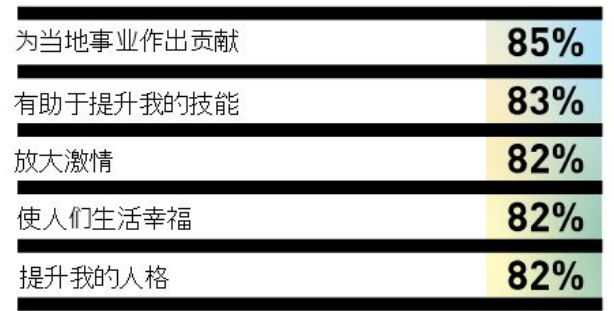 为当地事业作出贡献 85%
有助于提升我的技能 83%
放大激情 82%
使人们生活幸福 82%
提升我的人格 82%